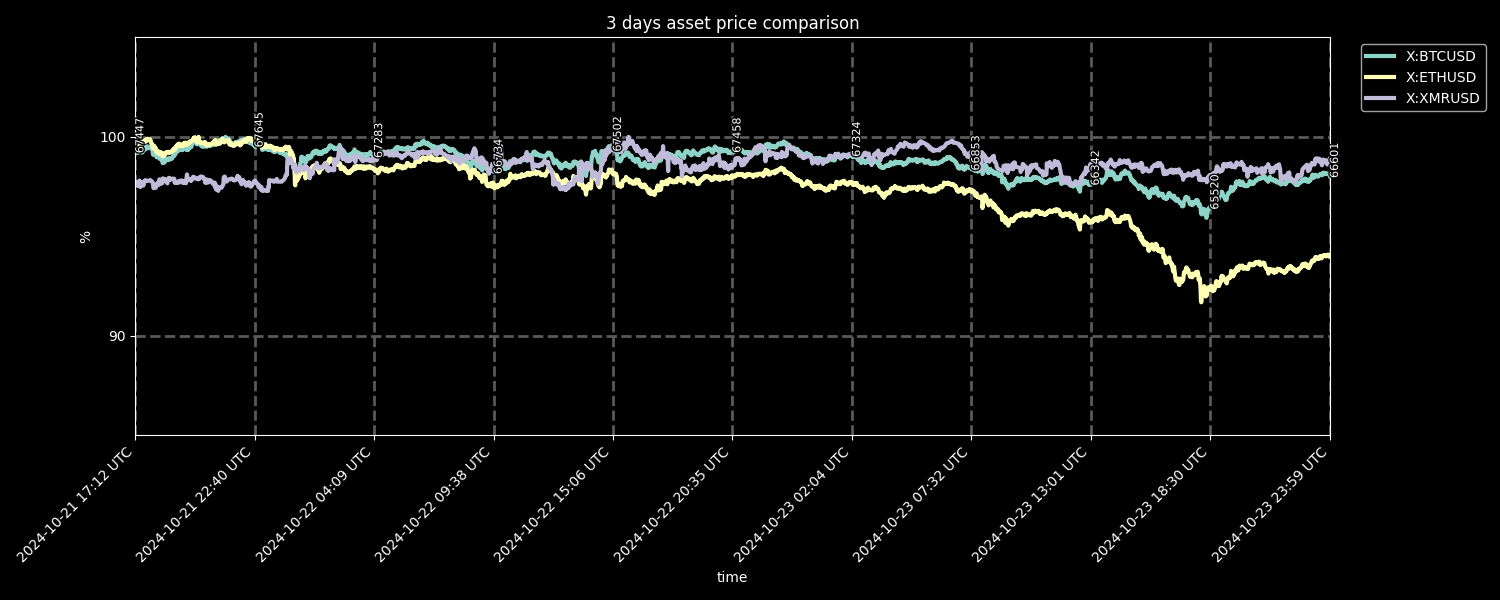 3 days asset price comparison
X:BTCUSD
X:ETHUSD
X:XMRUSD
100
90
%
67447
67645
67283
66734
67502
67458
67324
66853
66342
65520
66601
2024-10-21 17:12 UTC
2024-10-21 22:40 UTC
2024-10-22 04:09 UTC
2024-10-22 09:38 UTC
2024-10-22 15:06 UTC
2024-10-22 20:35 UTC
2024-10-23 02:04 UTC
2024-10-23 07:32 UTC
2024-10-23 13:01 UTC
2024-10-23 18:30 UTC
2024-10-23 23:59 UTC
time